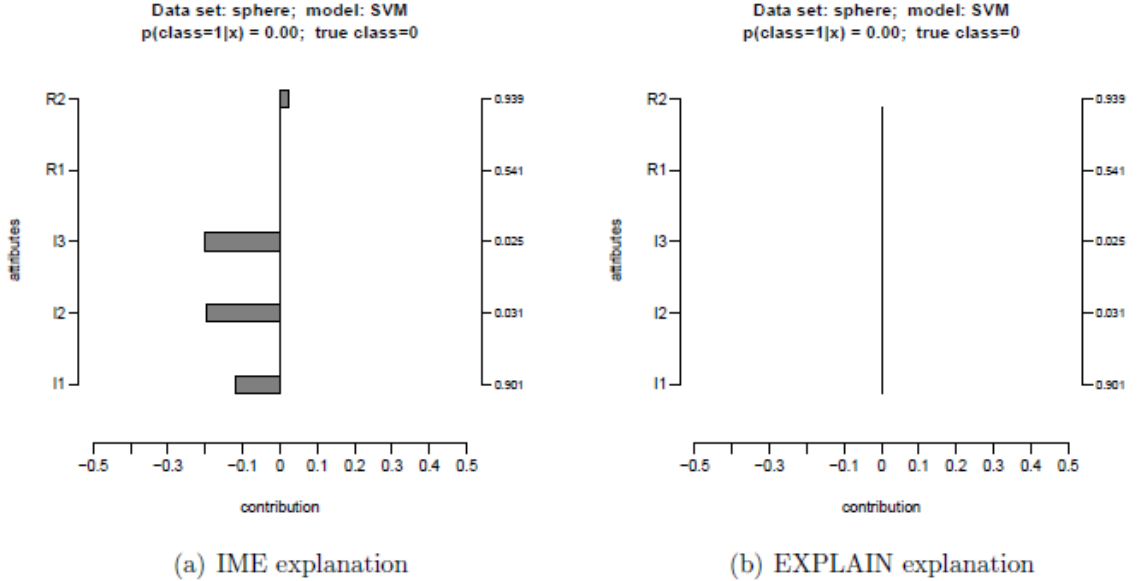 Data set: sphere; model: SVM
p(class=1|x) = 0.00; true class=0
attributes
R2
R1
I3
I2
I1
0.939
0.541
0.025
0.031
0.901
−0.5 −0.3 −0.1 0 0.1 0.2 0.3 0.4 0.5
contribution
(a) IME explanation
Data set: sphere; model: SVM
p(class=1|x) = 0.00; true class=0
attributes
R2
R1
I3
I2
I1
0.939
0.541
0.025
0.031
0.901
−0.5 −0.3 −0.1 0 0.1 0.2 0.3 0.4 0.5
contribution
(b) EXPLAIN explanation